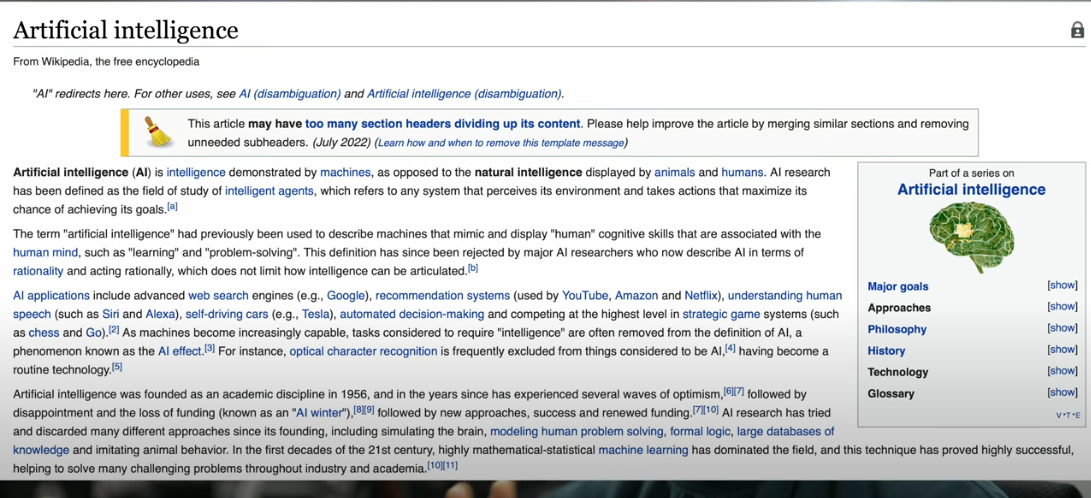 Artificial intelligence
From Wikipedia, the free encyclopedia
"AI" redirects here. For other uses, see AI (disambiguation) and Artificial intelligence (disambiguation).
This article may have too many section headers dividing up its content. Please help improve the article by merging similar sections and removing
unneeded subheaders. (July 2022) (Learn how and when to remove this template message)
Artificial intelligence (AI) is intelligence demonstrated by machines, as opposed to the natural intelligence displayed by animals and humans. AI research
has been defined as the field of study of intelligent agents, which refers to any system that perceives its environment and takes actions that maximize its
chance of achieving its goals.[a]
The term "artificial intelligence" had previously been used to describe machines that mimic and display "human" cognitive skills that are associated with the
human mind, such as "learning" and "problem-solving". This definition has since been rejected by major AI researchers who now describe AI in terms of
rationality and acting rationally, which does not limit how intelligence can be articulated.[b]
AI applications include advanced web search engines (e.g., Google), recommendation systems (used by YouTube, Amazon and Netflix), understanding human
speech (such as Siri and Alexa), self-driving cars (e.g., Tesla), automated decision-making and competing at the highest level in strategic game systems (such
as chess and Go).[2] As machines become increasingly capable, tasks considered to require "intelligence" are often removed from the definition of AI, a
phenomenon known as the AI effect.[3] For instance, optical character recognition is frequently excluded from things considered to be AI,[4] having become a
routine technology.[5]
Artificial intelligence was founded as an academic discipline in 1956, and in the years since has experienced several waves of optimism,[6][7] followed by
disappointment and the loss of funding (known as an "AI winter"),[8][9] followed by new approaches, success and renewed funding.[7][10] AI research has tried
and discarded many different approaches since its founding, including simulating the brain, modeling human problem solving, formal logic, large databases of
knowledge and imitating animal behavior. In the first decades of the 21st century, highly mathematical-statistical machine learning has dominated the field, and this technique has proved highly successful,
helping to solve many challenging problems throughout industry and academia.[10][11]
Part of a series on
Artificial intelligence
Major goals [show]
Approaches [show]
Philosophy [show]
History [show]
Technology [show]
Glossary [show]
V•T•E